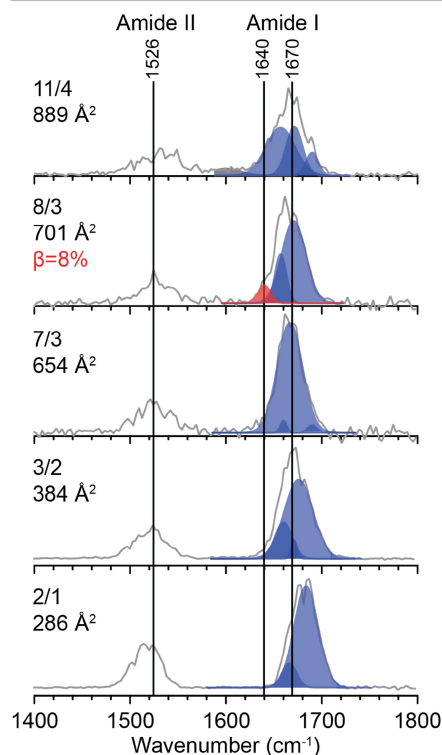 Amide II Amide I
1526 1640 1670
11/4
889 Å²
8/3
701 Å²
β=8%
7/3
654 Å²
3/2
384 Å²
2/1
286 Å²
1400 1500 1600 1700 1800
Wavenumber (cm⁻¹)